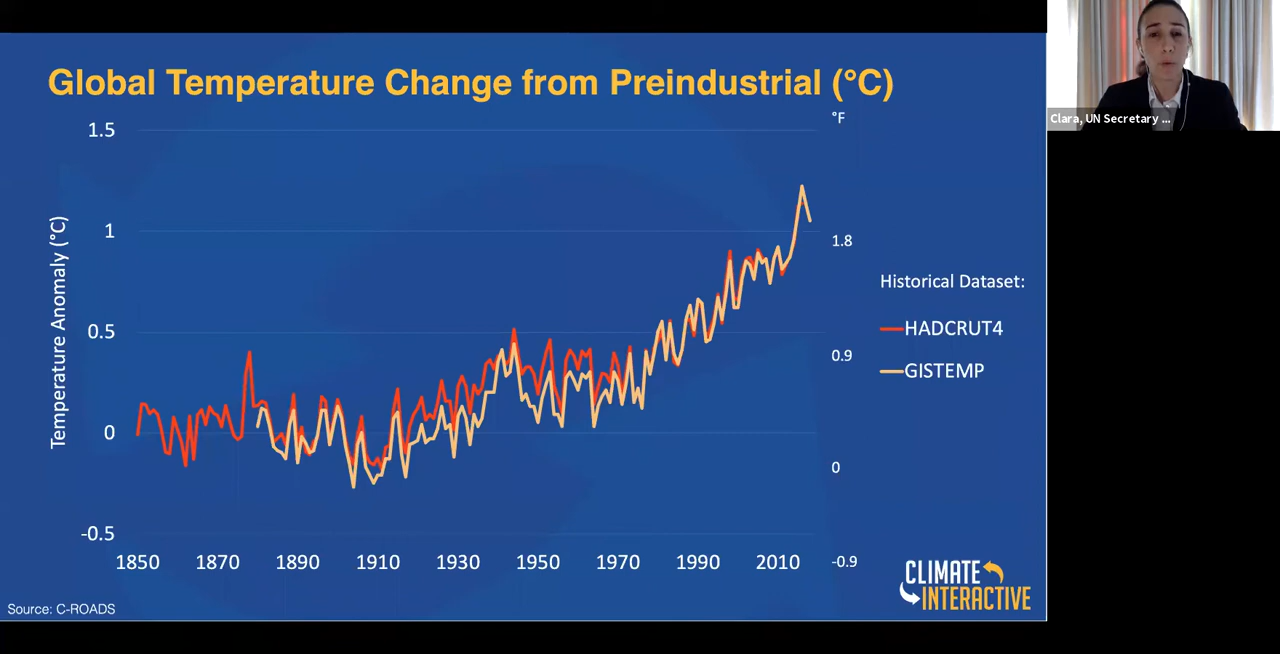 Global Temperature Change from Preindustrial (°C)
Clara, UN Secretary ...
°F
1.5
1
0.5
0
-0.5
Temperature Anomaly (°C)
1.8
0.9
0
-0.9
Historical Dataset:
HADCRUT4
GISTEMP
1850 1870 1890 1910 1930 1950 1970 1990 2010
CLIMATE
INTERACTIVE
Source: C-ROADS